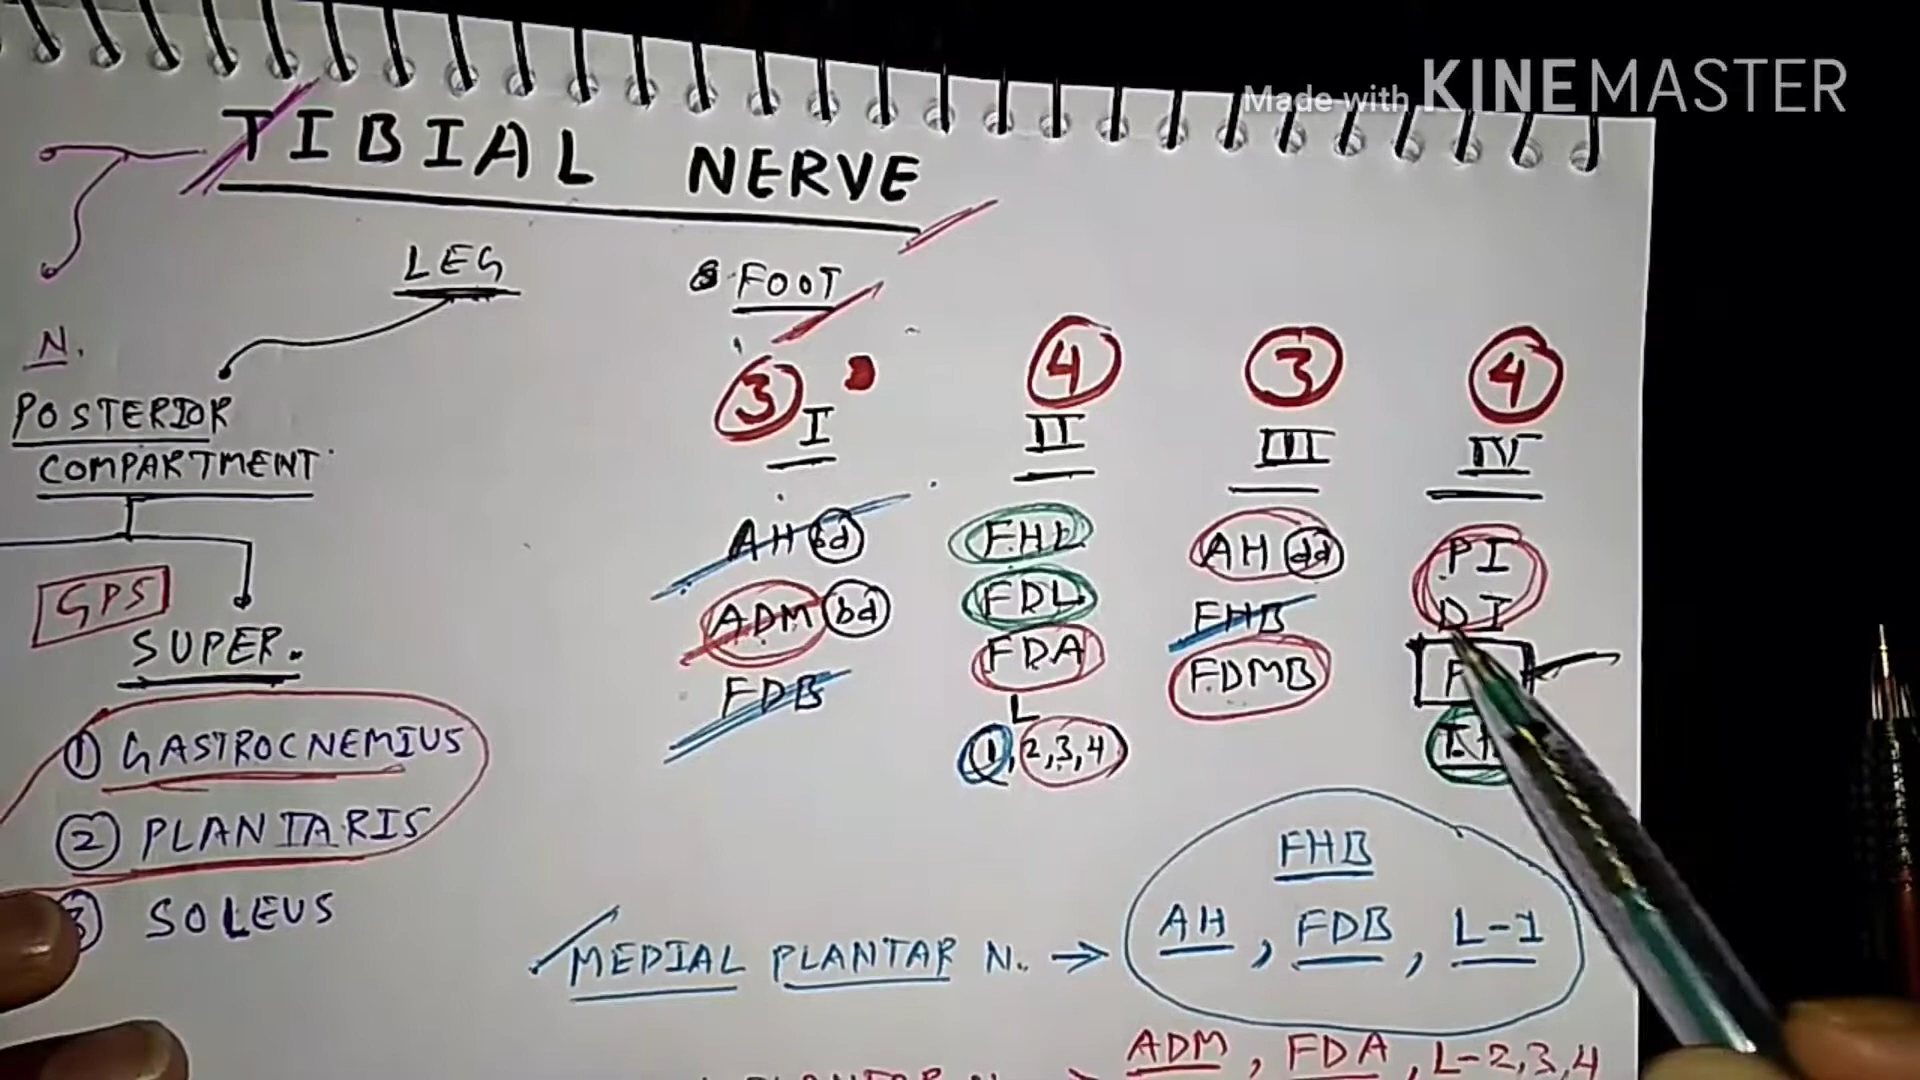 Made with KINEMASTER
TIBIAL NERVE
LEG
FOOT
N.
POSTERIOR
COMPARTMENT
GPS
SUPER.
① GASTROCNEMIUS
② PLANTARIS
③ SOLEUS
③ ④ ③ ④
I II III IV
AH bd FHL AH dd PI
ADM bd FDL FHB DI
FDB FDA FDMB
L
1, 2, 3, 4
FHB
MEDIAL PLANTAR N. → AH, FDB, L-1
PLANTAR N. → ADM, FDA, L-2,3,4